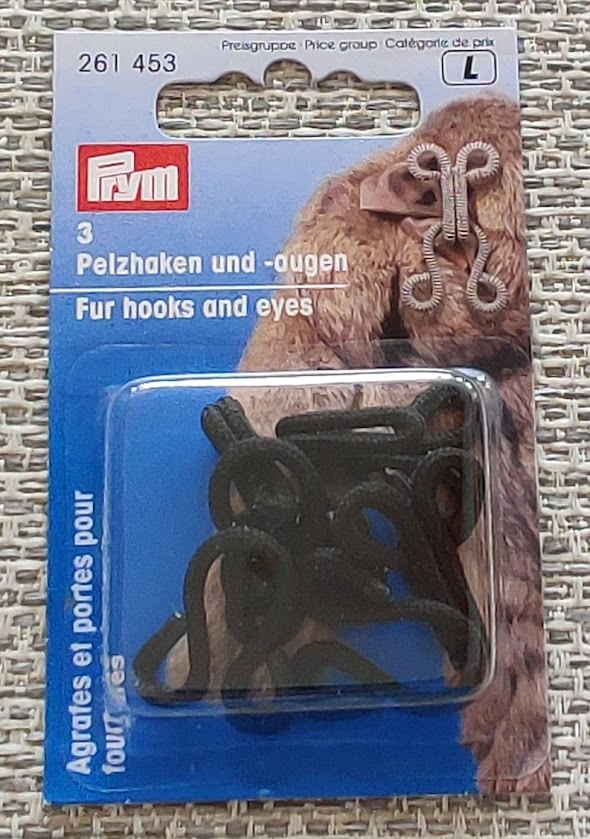 Preisgruppe · Price group · Catégorie de prix
261 453
L
Prym
3
Pelzhaken und -augen
Fur hooks and eyes
Agrafes et portes pour
fourrures